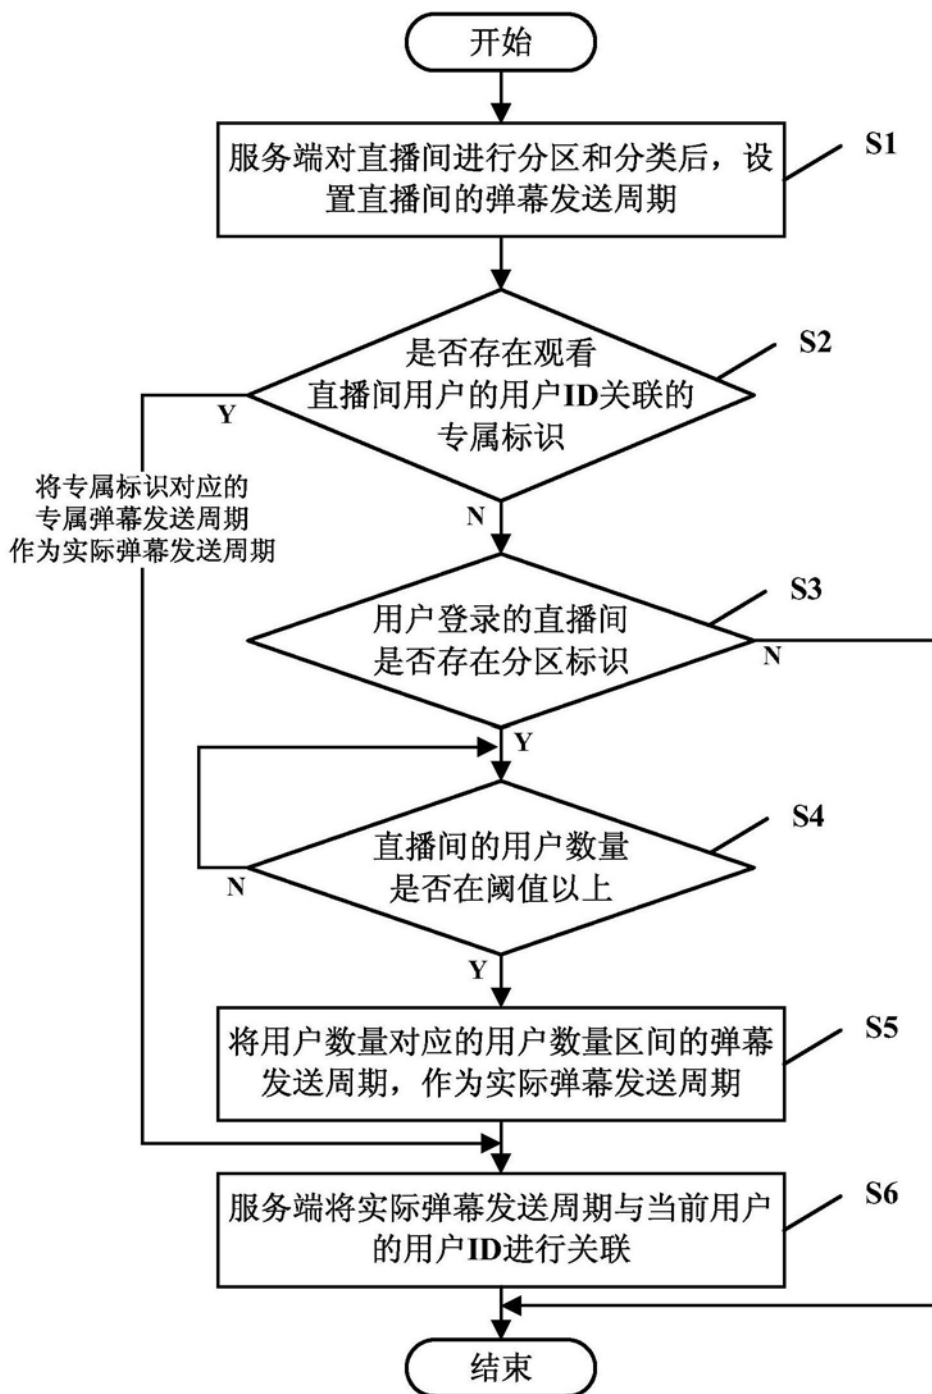 开始
S1
服务端对直播间进行分区和分类后，设
置直播间的弹幕发送周期
S2
是否存在观看
直播间用户的用户ID关联的
专属标识
Y
将专属标识对应的
专属弹幕发送周期
作为实际弹幕发送周期
N
S3
用户登录的直播间
是否存在分区标识
N
Y
S4
直播间的用户数量
是否在阈值以上
N
Y
S5
将用户数量对应的用户数量区间的弹幕
发送周期，作为实际弹幕发送周期
S6
服务端将实际弹幕发送周期与当前用户
的用户ID进行关联
结束